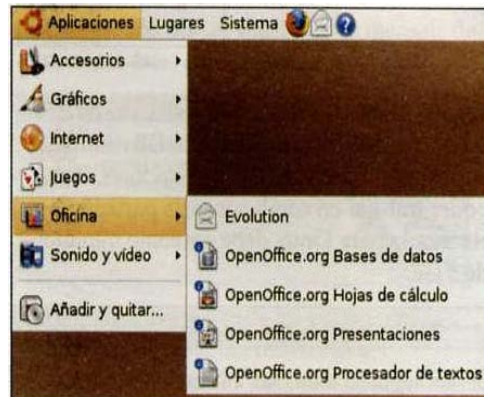 Aplicaciones Lugares Sistema
Accesorios
Gráficos
Internet
Juegos
Oficina
Sonido y vídeo
Añadir y quitar...
Evolution
OpenOffice.org Bases de datos
OpenOffice.org Hojas de cálculo
OpenOffice.org Presentaciones
OpenOffice.org Procesador de textos